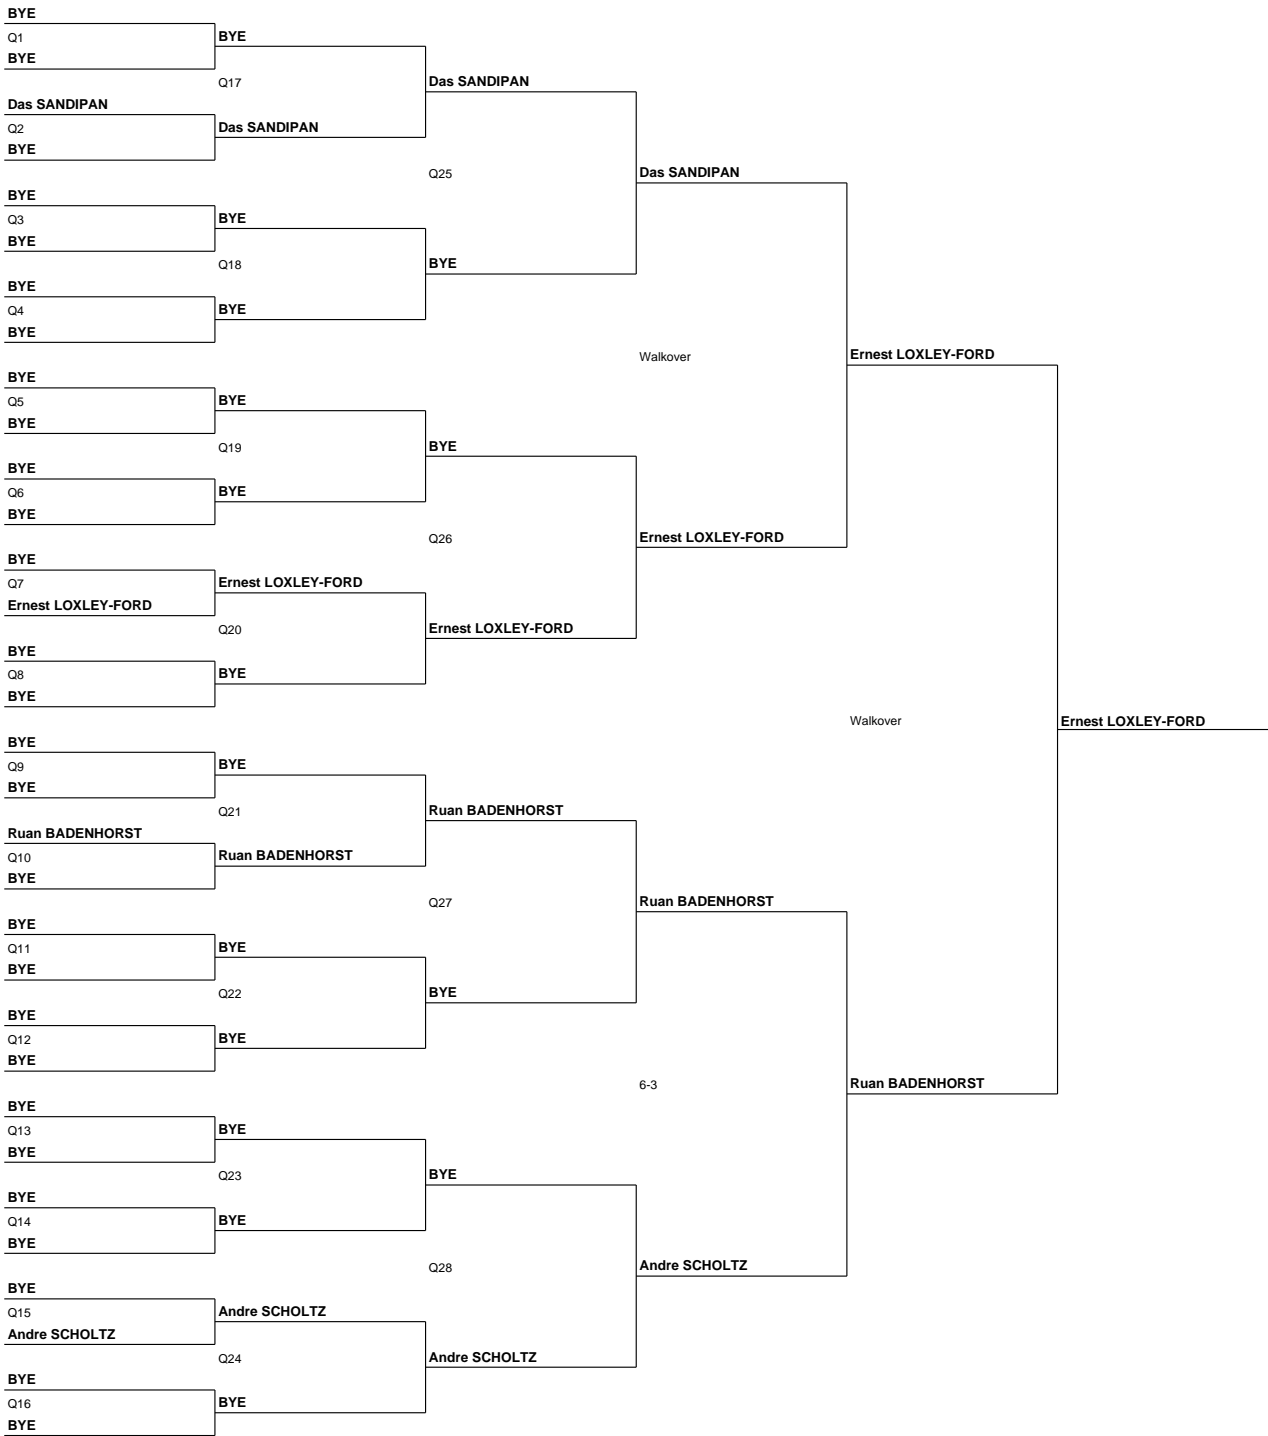 BYE
Q1
BYE
BYE
Q17
Das SANDIPAN
Das SANDIPAN
Q2
Das SANDIPAN
BYE
Q25
Das SANDIPAN
BYE
Q3
BYE
BYE
Q18
BYE
BYE
Q4
BYE
BYE
Walkover
Ernest LOXLEY-FORD
BYE
Q5
BYE
BYE
Q19
BYE
BYE
Q6
BYE
BYE
Q26
Ernest LOXLEY-FORD
BYE
Q7
Ernest LOXLEY-FORD
Ernest LOXLEY-FORD
Q20
Ernest LOXLEY-FORD
BYE
Q8
BYE
BYE
Walkover
Ernest LOXLEY-FORD
BYE
Q9
BYE
BYE
Q21
Ruan BADENHORST
Ruan BADENHORST
Q10
Ruan BADENHORST
BYE
Q27
Ruan BADENHORST
BYE
Q11
BYE
BYE
Q22
BYE
BYE
Q12
BYE
BYE
6-3
Ruan BADENHORST
BYE
Q13
BYE
BYE
Q23
BYE
BYE
Q14
BYE
BYE
Q28
Andre SCHOLTZ
BYE
Q15
Andre SCHOLTZ
Andre SCHOLTZ
Q24
Andre SCHOLTZ
BYE
Q16
BYE
BYE